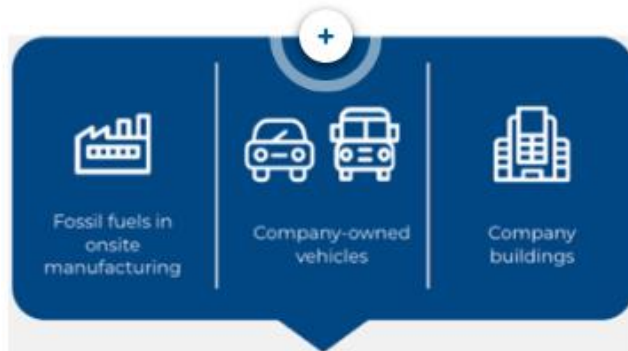 +
Fossil fuels in
onsite
manufacturing
Company-owned
vehicles
Company
buildings